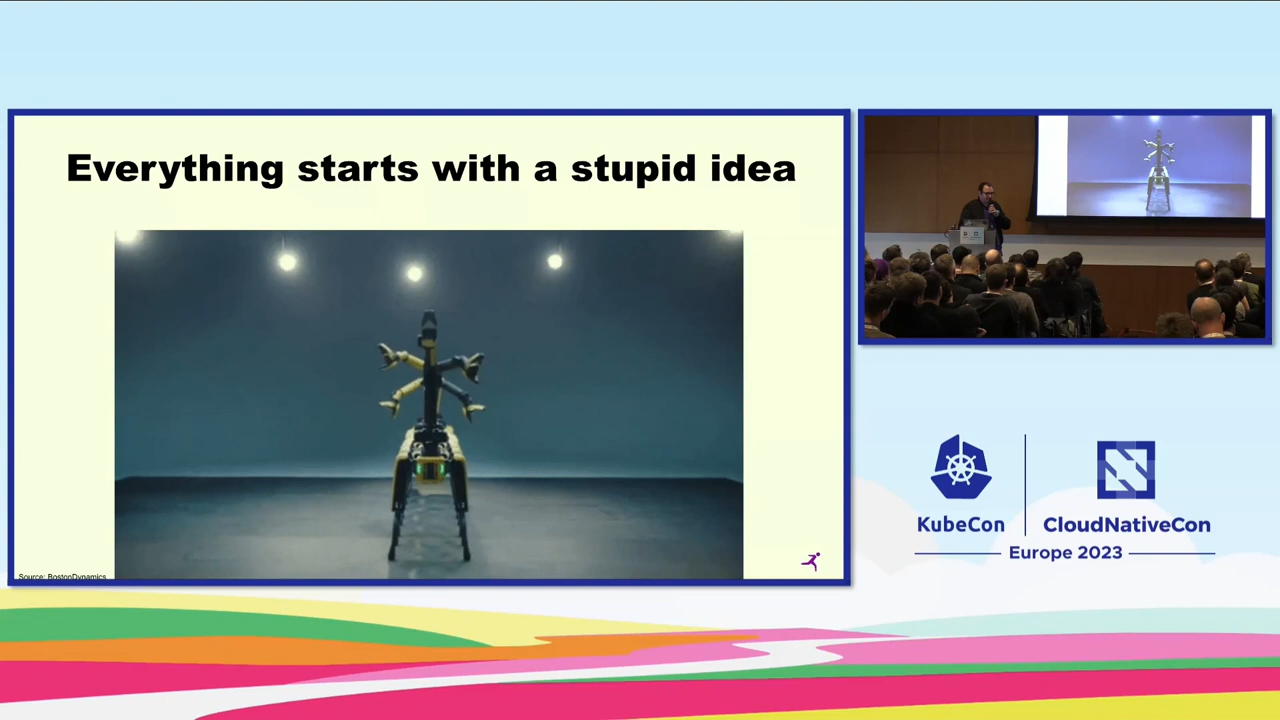 Everything starts with a stupid idea
Source: BostonDynamics
KubeCon
CloudNativeCon
Europe 2023